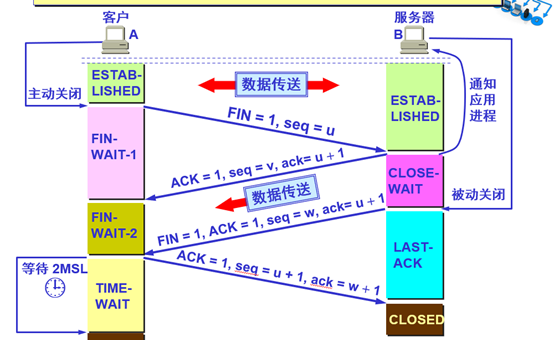 客户
服务器
A
B
ESTAB-
LISHED
数据传送
主动关闭
FIN = 1, seq = u
ESTAB-
LISHED
通知
应用
进程
FIN-
WAIT-1
ACK = 1, seq = v, ack= u + 1
CLOSE-
WAIT
数据传送
被动关闭
FIN-
WAIT-2
FIN = 1, ACK = 1, seq = w, ack= u + 1
LAST-
ACK
ACK = 1, seq = u + 1, ack = w + 1
等待 2MSL
TIME-
WAIT
CLOSED